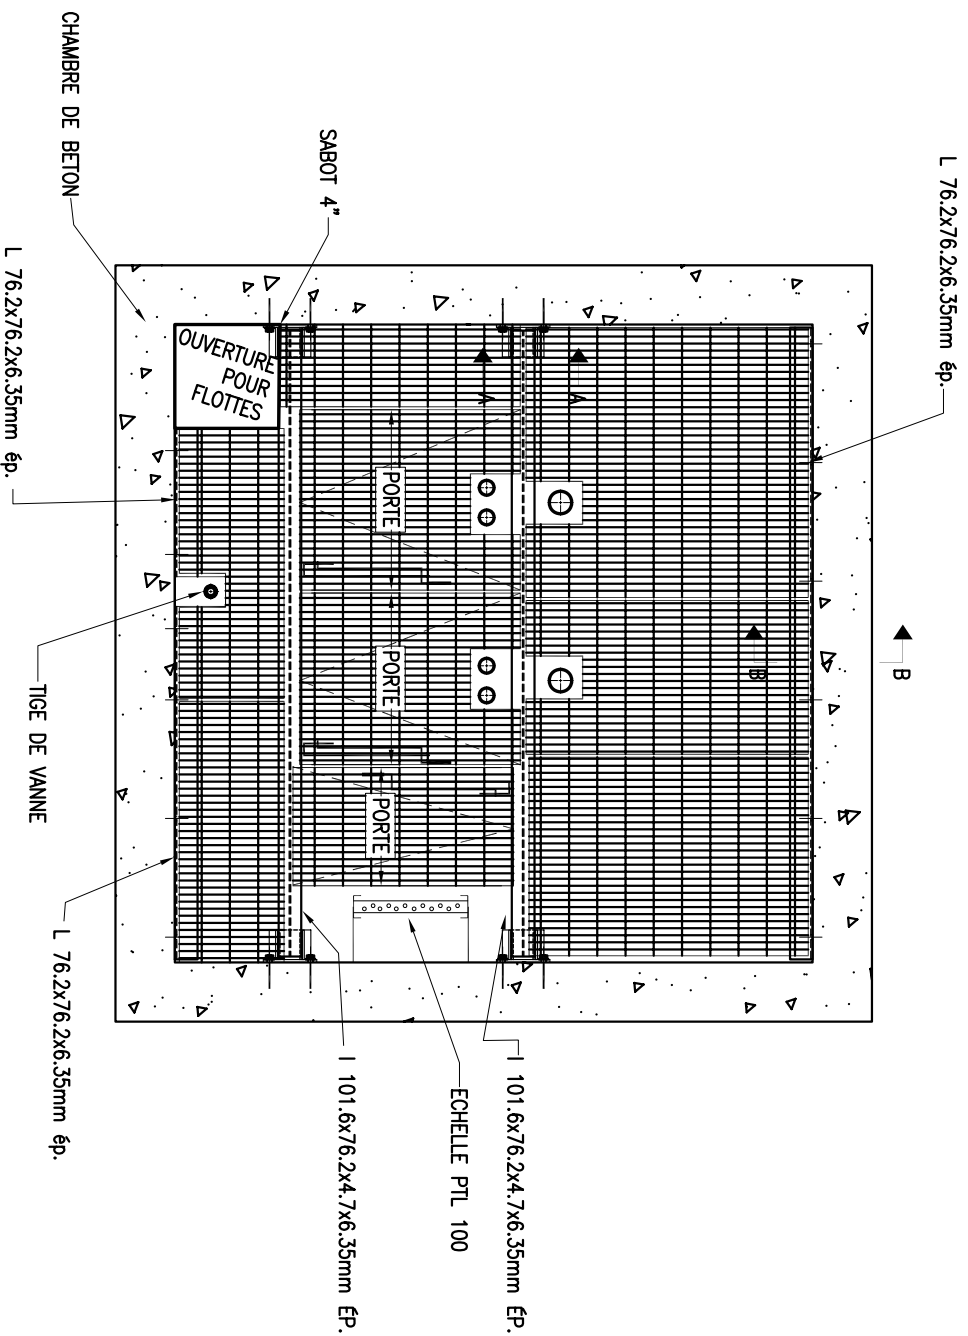 L 76.2x76.2x6.35mm ép.
B
B
CHAMBRE DE BETON
SABOT 4"
L 76.2x76.2x6.35mm ép.
OUVERTURE
POUR
FLOTTES
A
A
PORTE
PORTE
PORTE
TIGE DE VANNE
L 76.2x76.2x6.35mm ép.
I 101.6x76.2x4.7x6.35mm ÉP.
ECHELLE PTL 100
I 101.6x76.2x4.7x6.35mm ÉP.